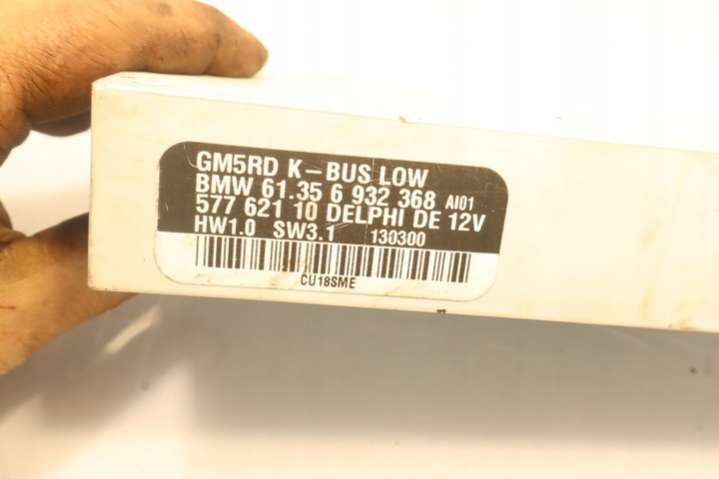 GM5RD K-BUS LOW
BMW 61.35 6 932 368 AI01
577 621 10 DELPHI DE 12V
HW1.0 SW3.1 130300
CU18SME